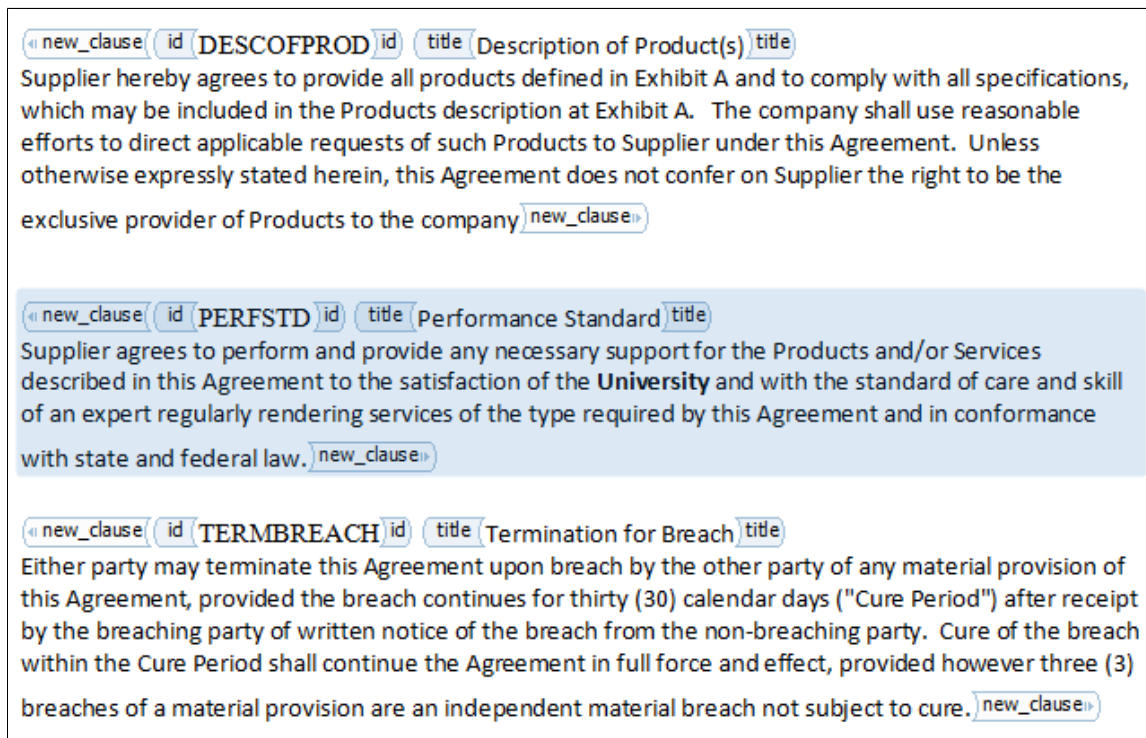 new_clause id DESCOFPROD id title Description of Product(s) title
Supplier hereby agrees to provide all products defined in Exhibit A and to comply with all specifications,
which may be included in the Products description at Exhibit A.   The company shall use reasonable
efforts to direct applicable requests of such Products to Supplier under this Agreement.  Unless
otherwise expressly stated herein, this Agreement does not confer on Supplier the right to be the
exclusive provider of Products to the company new_clause
new_clause id PERFSTD id title Performance Standard title
Supplier agrees to perform and provide any necessary support for the Products and/or Services
described in this Agreement to the satisfaction of the University and with the standard of care and skill
of an expert regularly rendering services of the type required by this Agreement and in conformance
with state and federal law. new_clause
new_clause id TERMBREACH id title Termination for Breach title
Either party may terminate this Agreement upon breach by the other party of any material provision of
this Agreement, provided the breach continues for thirty (30) calendar days ("Cure Period") after receipt
by the breaching party of written notice of the breach from the non-breaching party.  Cure of the breach
within the Cure Period shall continue the Agreement in full force and effect, provided however three (3)
breaches of a material provision are an independent material breach not subject to cure. new_clause